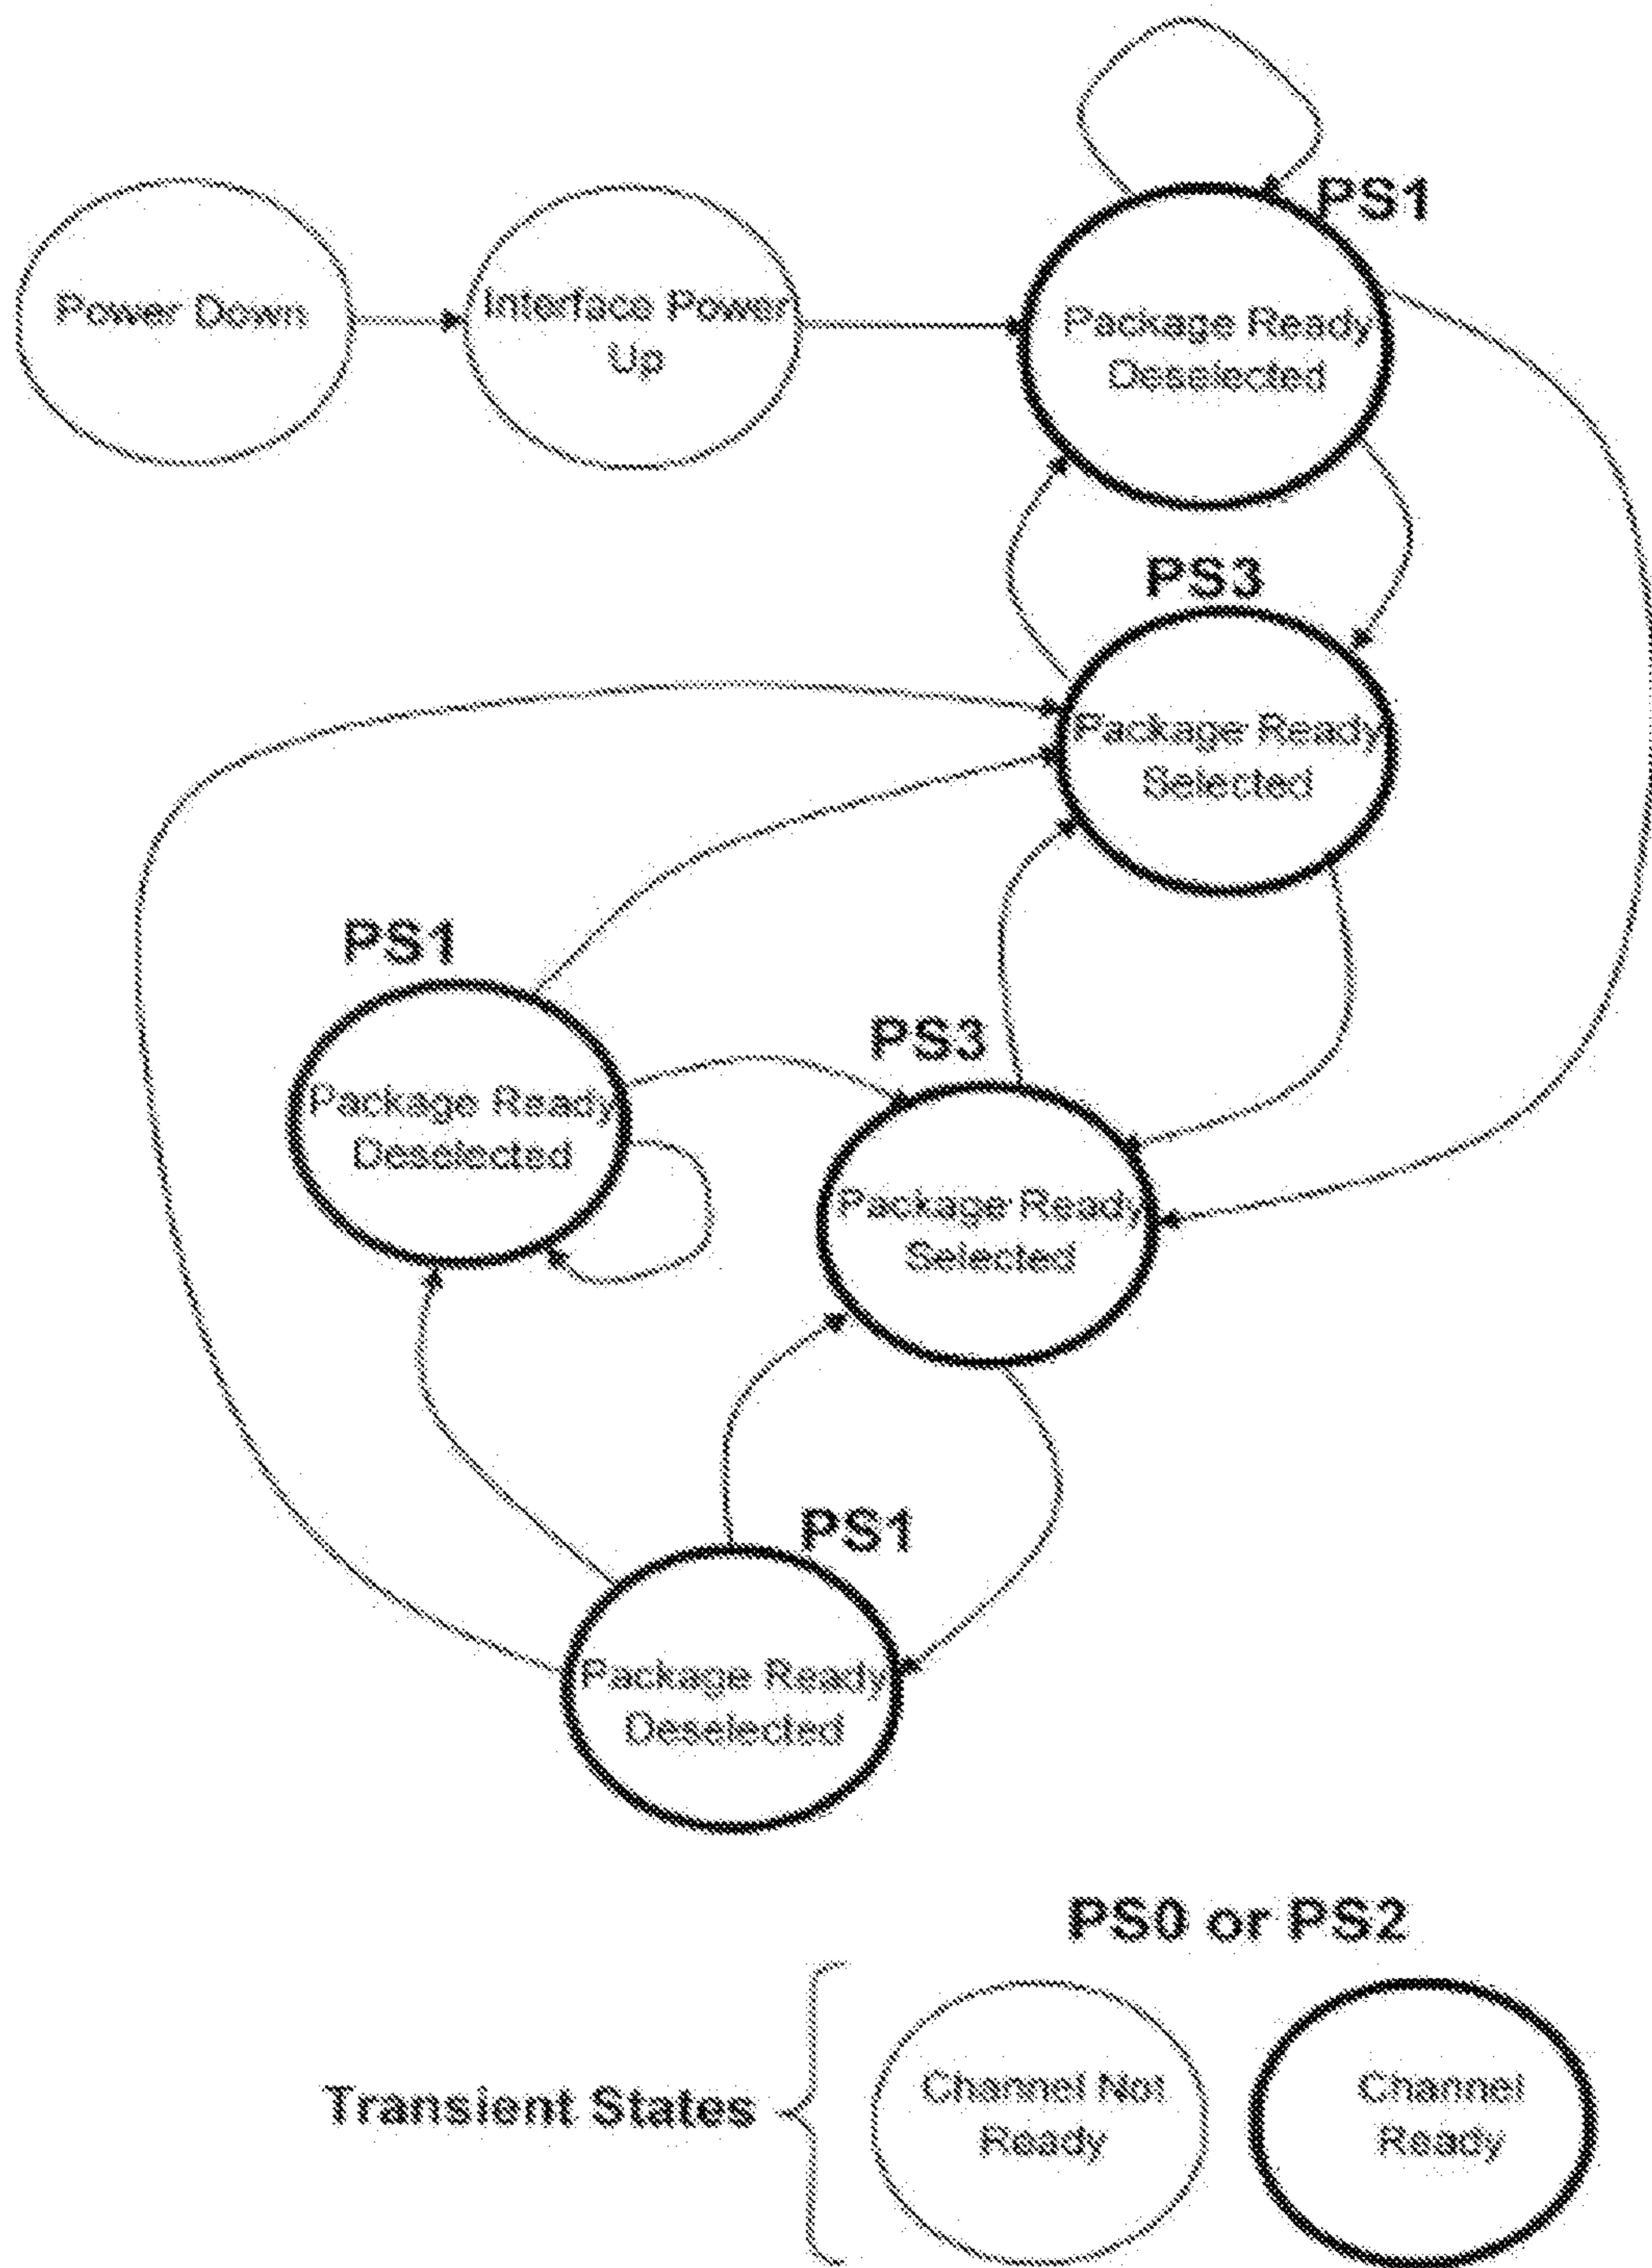 PS1
Power Down
Interface Power
Up
Package Ready
Deselected
PS3
Package Ready
Selected
PS1
Package Ready
Deselected
PS3
Package Ready
Selected
PS1
Package Ready
Deselected
PS0 or PS2
Transient States
Channel Not
Ready
Channel
Ready